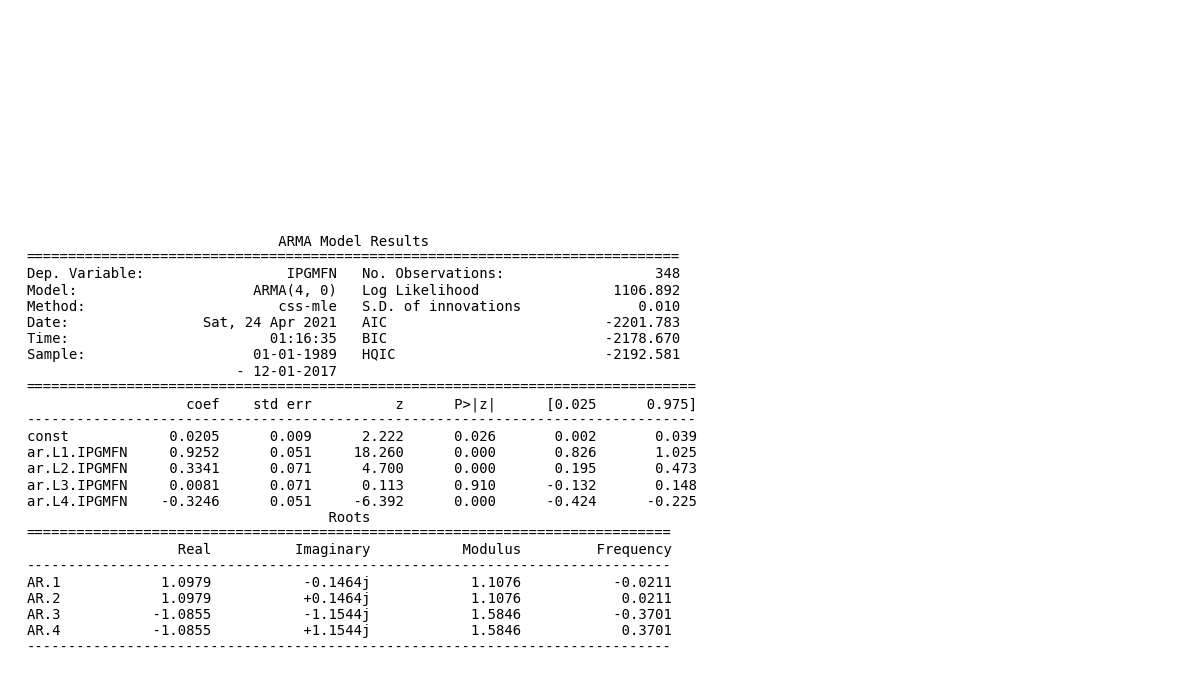 ARMA Model Results
==============================================================================
Dep. Variable:                 IPGMFN   No. Observations:                  348
Model:                     ARMA(4, 0)   Log Likelihood                1106.892
Method:                       css-mle   S.D. of innovations              0.010
Date:                Sat, 24 Apr 2021   AIC                          -2201.783
Time:                        01:16:35   BIC                          -2178.670
Sample:                    01-01-1989   HQIC                         -2192.581
                         - 12-01-2017
================================================================================
                   coef    std err          z      P>|z|      [0.025      0.975]
--------------------------------------------------------------------------------
const            0.0205      0.009      2.222      0.026       0.002       0.039
ar.L1.IPGMFN     0.9252      0.051     18.260      0.000       0.826       1.025
ar.L2.IPGMFN     0.3341      0.071      4.700      0.000       0.195       0.473
ar.L3.IPGMFN     0.0081      0.071      0.113      0.910      -0.132       0.148
ar.L4.IPGMFN    -0.3246      0.051     -6.392      0.000      -0.424      -0.225
                                    Roots
=============================================================================
                  Real          Imaginary           Modulus         Frequency
-----------------------------------------------------------------------------
AR.1            1.0979           -0.1464j            1.1076           -0.0211
AR.2            1.0979           +0.1464j            1.1076            0.0211
AR.3           -1.0855           -1.1544j            1.5846           -0.3701
AR.4           -1.0855           +1.1544j            1.5846            0.3701
-----------------------------------------------------------------------------